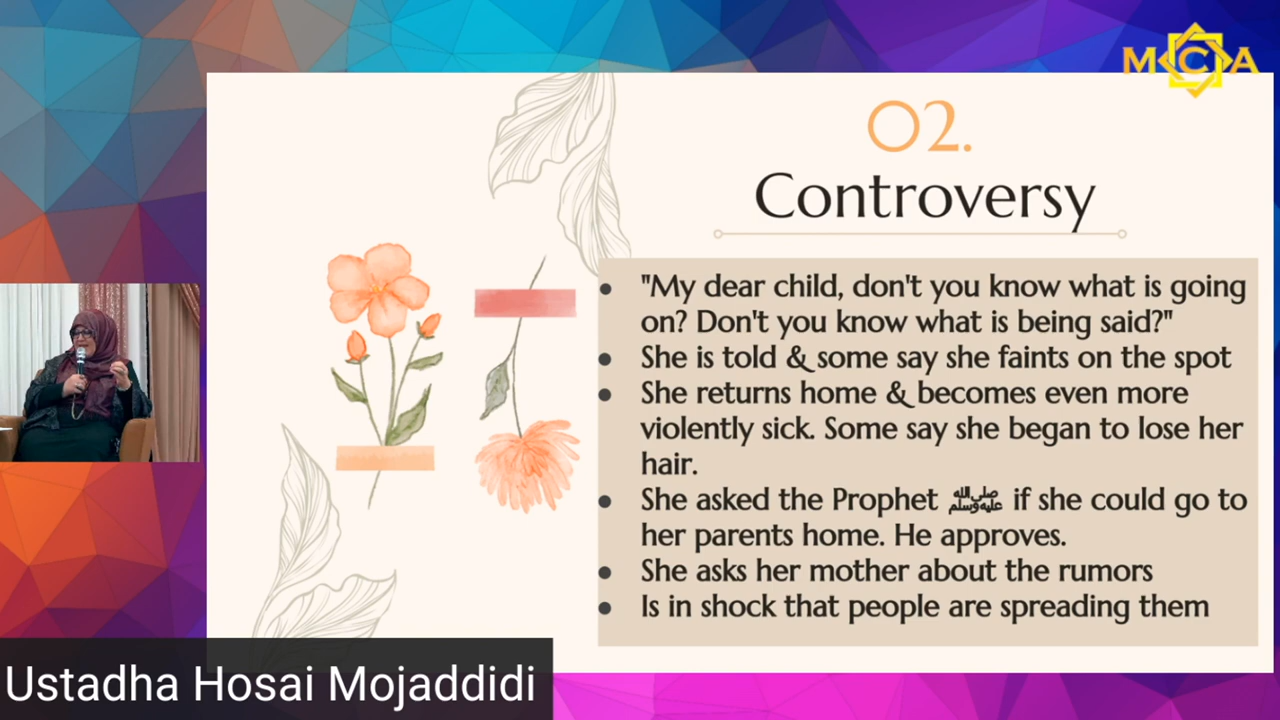 MCA
02.
Controversy
"My dear child, don't you know what is going
on? Don't you know what is being said?"
She is told & some say she faints on the spot
She returns home & becomes even more
violently sick. Some say she began to lose her
hair.
She asked the Prophet ﷺ if she could go to
her parents home. He approves.
She asks her mother about the rumors
Is in shock that people are spreading them
Ustadha Hosai Mojaddidi